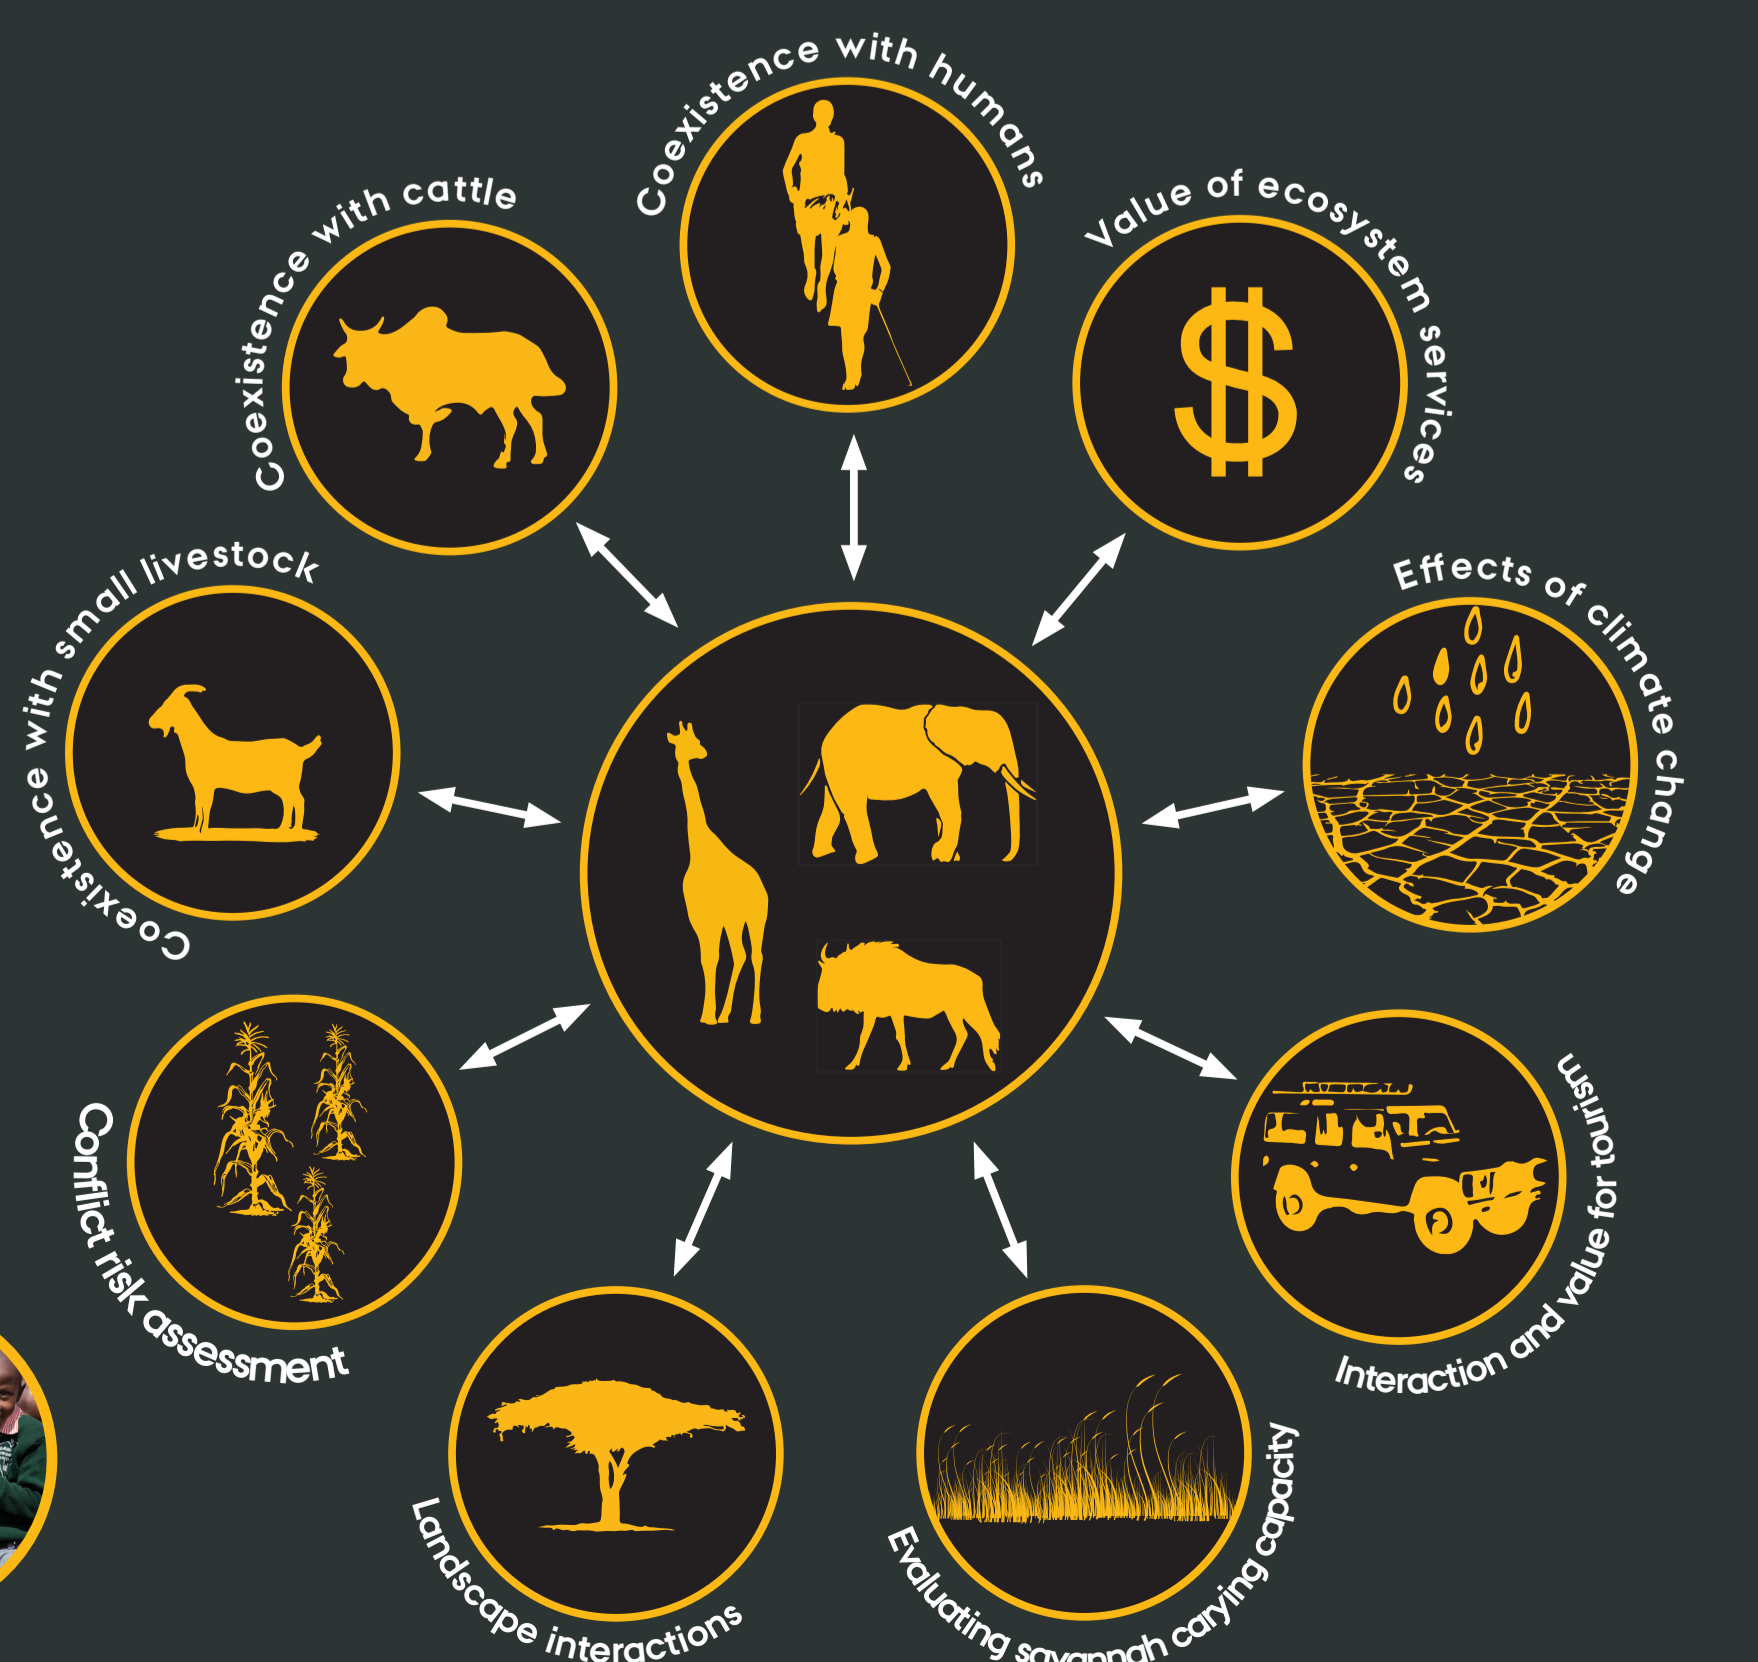 Coexistence with humans
Value of ecosystem services
Effects of climate change
Interaction and value for tourism
Evaluating savannah carying capacity
Landscape interactions
Conflict risk assessment
Coexistence with small livestock
Coexistence with cattle